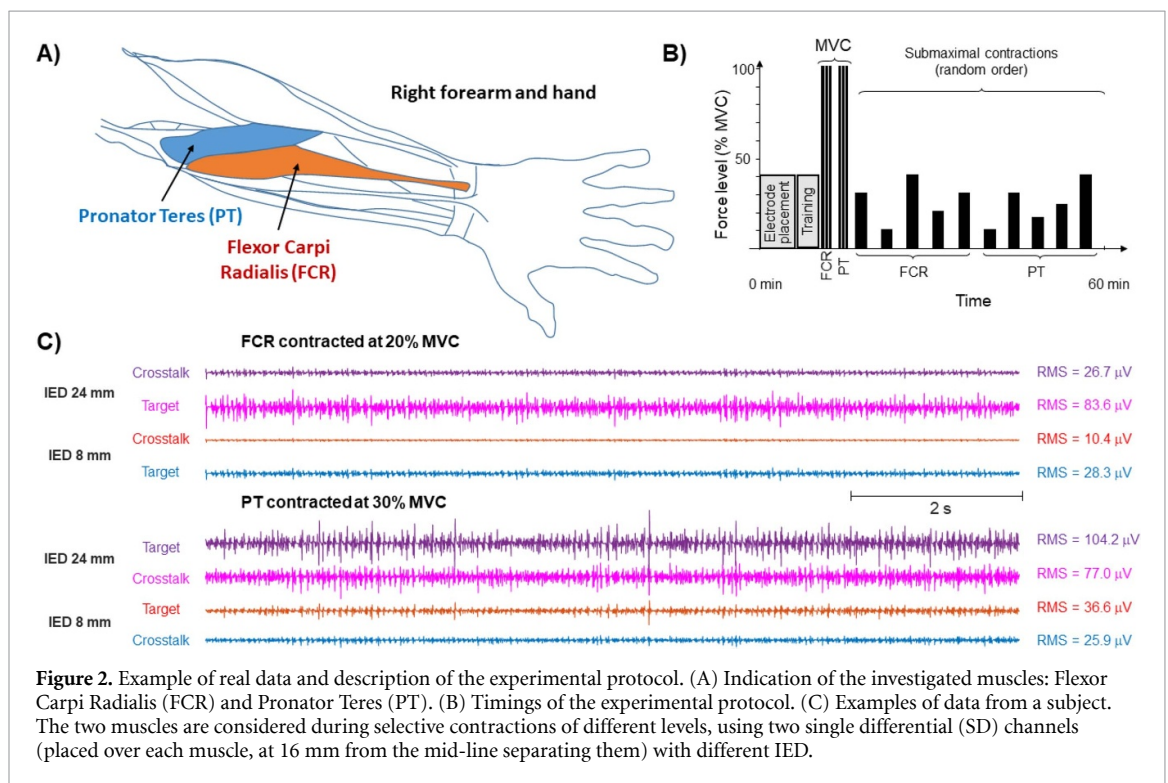 A)
Right forearm and hand
Pronator Teres (PT)
Flexor Carpi
Radialis (FCR)
B)
MVC
Submaximal contractions
(random order)
Force level (% MVC)
100
50
Electrode
placement
Training
FCR
PT
FCR
PT
0 min
60 min
Time
C)
FCR contracted at 20% MVC
IED 24 mm
Crosstalk
RMS = 26.7 μV
Target
RMS = 83.6 μV
IED 8 mm
Crosstalk
RMS = 10.4 μV
Target
RMS = 28.3 μV
PT contracted at 30% MVC
2 s
IED 24 mm
Target
RMS = 104.2 μV
Crosstalk
RMS = 77.0 μV
IED 8 mm
Target
RMS = 36.6 μV
Crosstalk
RMS = 25.9 μV
Figure 2. Example of real data and description of the experimental protocol. (A) Indication of the investigated muscles: Flexor
Carpi Radialis (FCR) and Pronator Teres (PT). (B) Timings of the experimental protocol. (C) Examples of data from a subject.
The two muscles are considered during selective contractions of different levels, using two single differential (SD) channels
(placed over each muscle, at 16 mm from the mid-line separating them) with different IED.